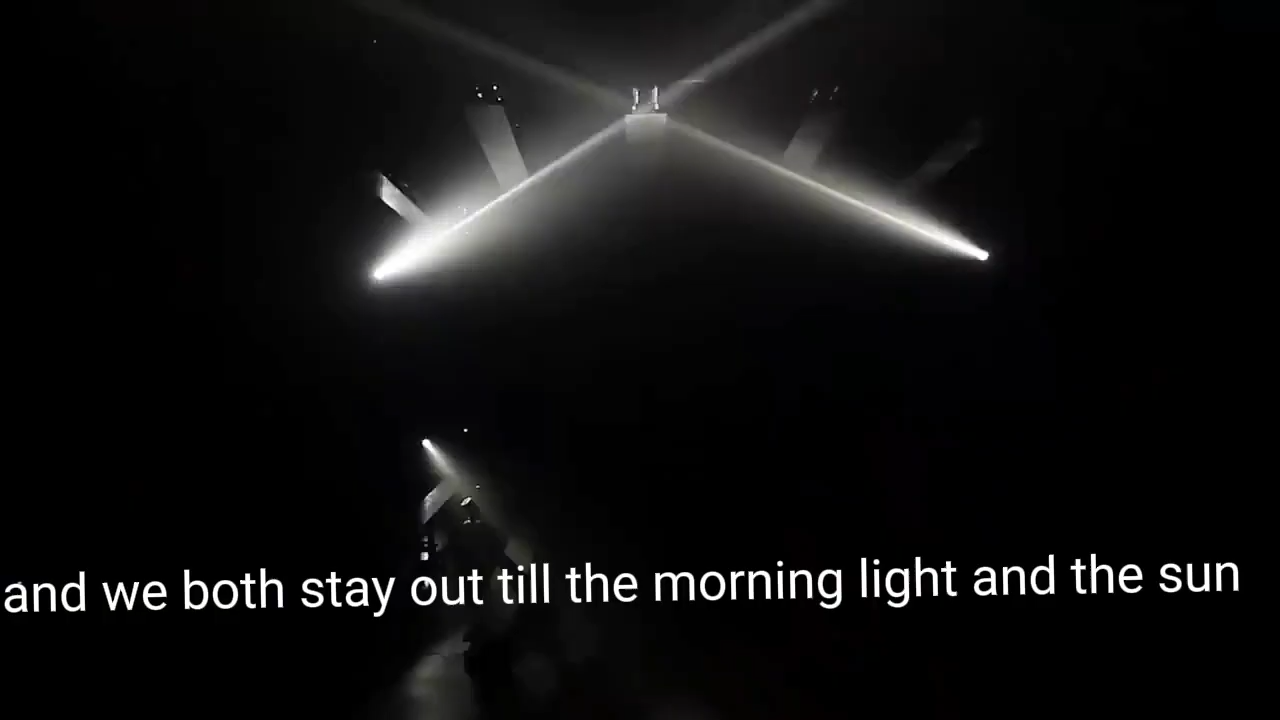 and we both stay out till the morning light and the sun